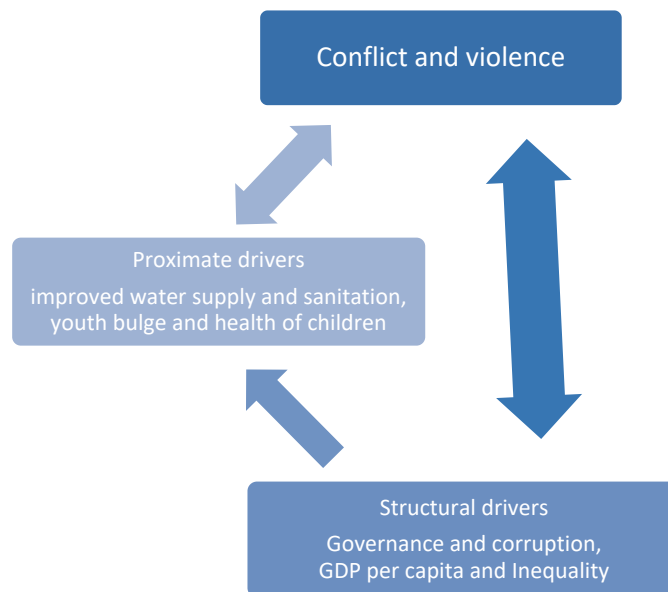 Conflict and violence
Proximate drivers
improved water supply and sanitation,
youth bulge and health of children
Structural drivers
Governance and corruption,
GDP per capita and Inequality